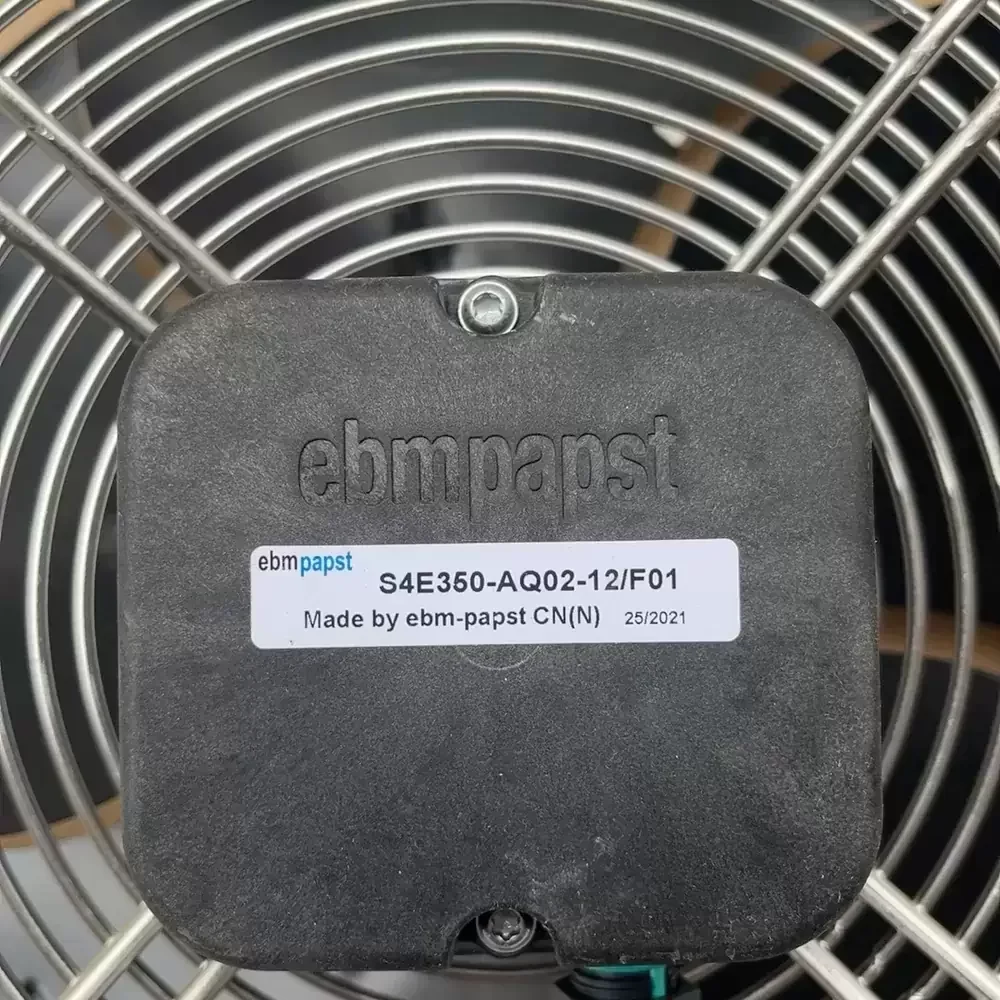 ebmpapst
ebmpapst
S4E350-AQ02-12/F01
Made by ebm-papst CN(N) 25/2021